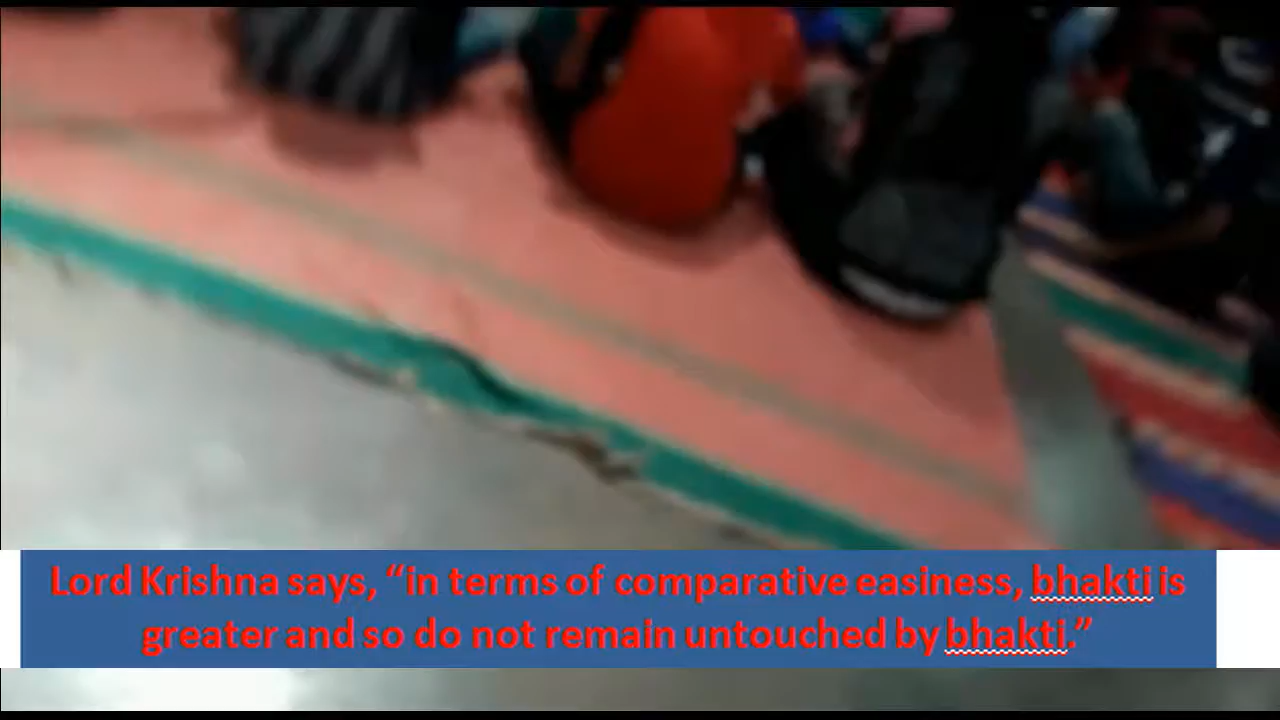 Lord Krishna says, “in terms of comparative easiness, bhakti is
greater and so do not remain untouched by bhakti.”